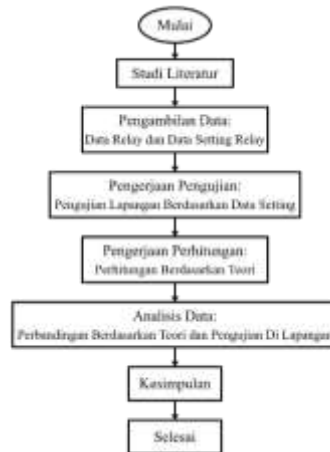 Mulai
Studi Literatur
Pengambilan Data:
Data Relay dan Data Setting Relay
Pengerjaan Pengujian:
Pengujian Lapangan Berdasarkan Data Setting
Pengerjaan Perhitungan:
Perhitungan Berdasarkan Teori
Analisis Data:
Perbandingan Berdasarkan Teori dan Pengujian Di Lapangan
Kesimpulan
Selesai